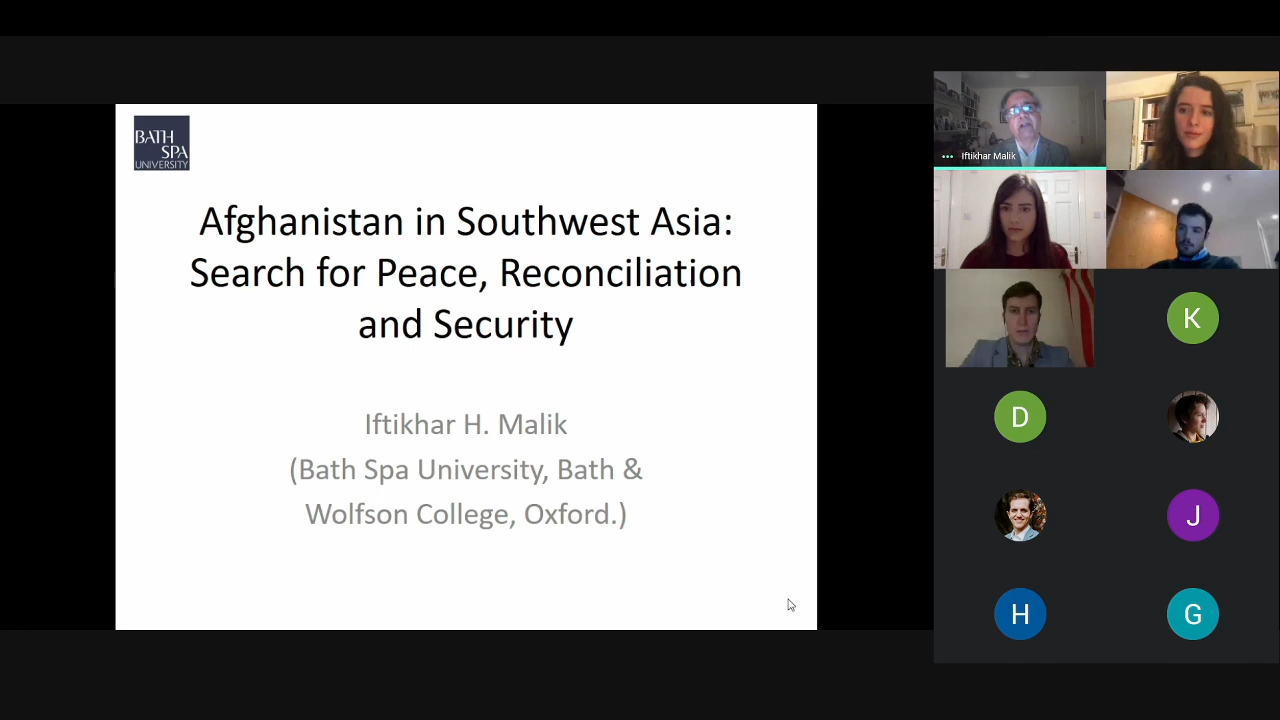 BATH
SPA
UNIVERSITY
Afghanistan in Southwest Asia:
Search for Peace, Reconciliation
and Security
Iftikhar H. Malik
(Bath Spa University, Bath &
Wolfson College, Oxford.)
Iftikhar Malik
K
D
J
H
G